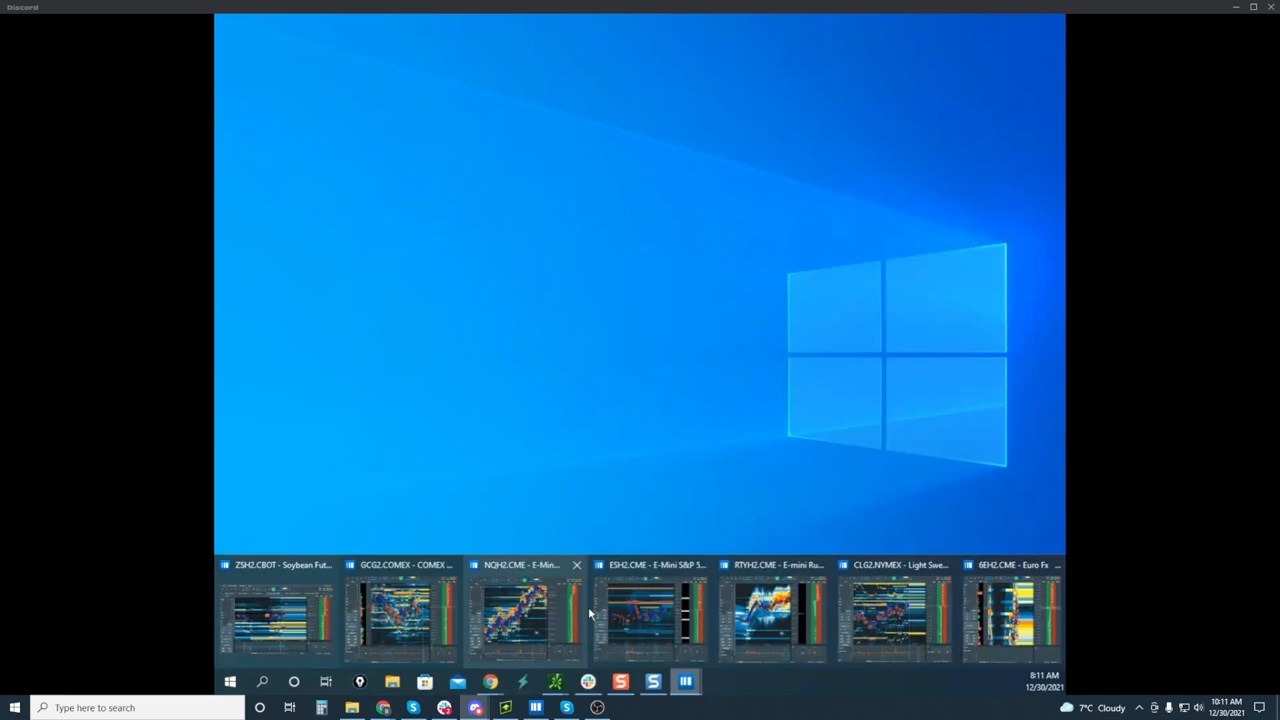 Discord
ZSH2.CBOT - Soybean Fut...
GCG2.COMEX - COMEX ...
NQH2.CME - E-Min...
ESH2.CME - E-Mini S&P 5...
RTYH2.CME - E-mini Ru...
CLG2.NYMEX - Light Swe...
6EH2.CME - Euro Fx ...
8:11 AM
12/30/2021
Type here to search
7°C Cloudy
10:11 AM
12/30/2021